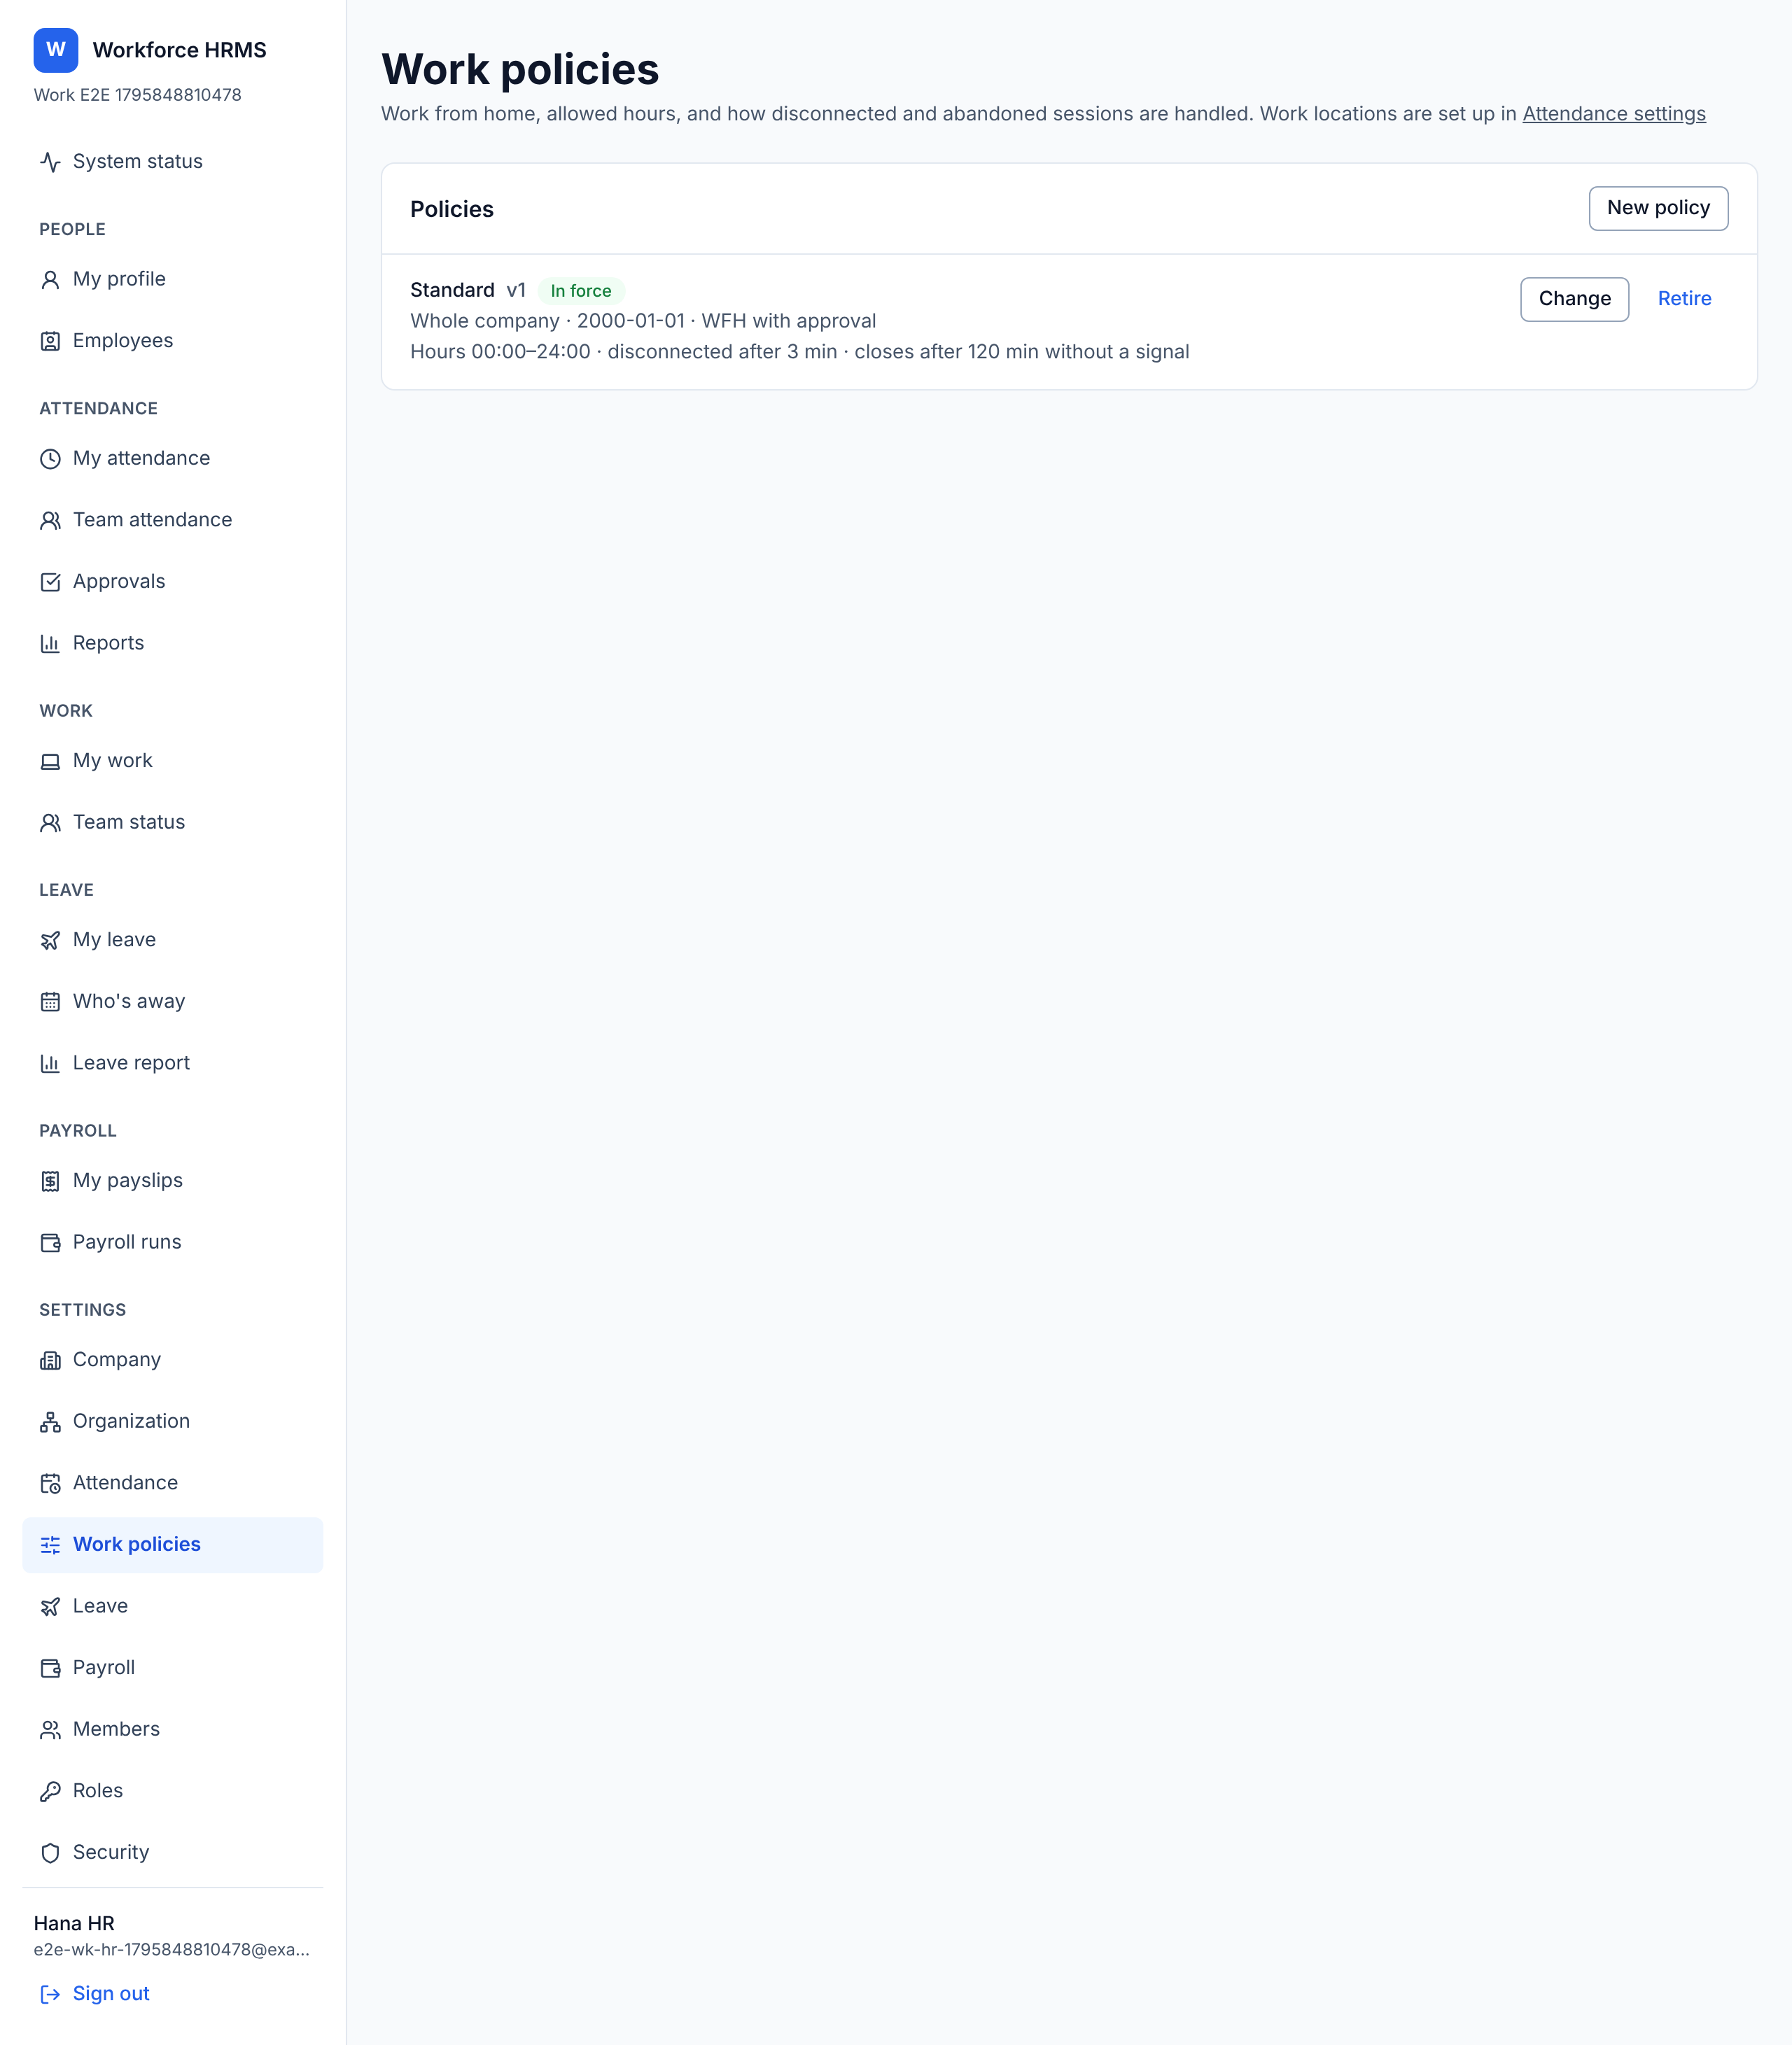 W
Workforce HRMS
Work E2E 1795848810478
System status
PEOPLE
My profile
Employees
ATTENDANCE
My attendance
Team attendance
Approvals
Reports
WORK
My work
Team status
LEAVE
My leave
Who's away
Leave report
PAYROLL
My payslips
Payroll runs
SETTINGS
Company
Organization
Attendance
Work policies
Leave
Payroll
Members
Roles
Security
Hana HR
e2e-wk-hr-1795848810478@exa...
Sign out
Work policies
Work from home, allowed hours, and how disconnected and abandoned sessions are handled. Work locations are set up in Attendance settings
Policies
New policy
Standard v1 In force
Change
Retire
Whole company · 2000-01-01 · WFH with approval
Hours 00:00–24:00 · disconnected after 3 min · closes after 120 min without a signal